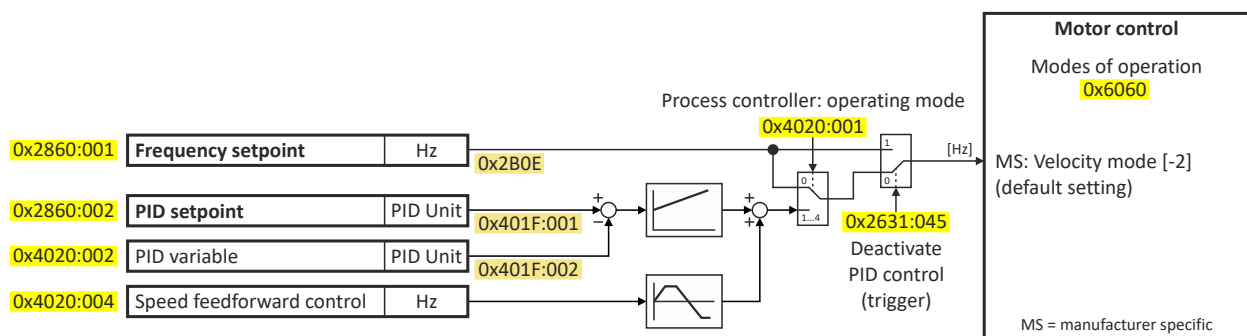 Motor control
Modes of operation
0x6060
Process controller: operating mode
0x4020:001
0x2860:001 Frequency setpoint Hz 0x2B0E
1
[Hz]
MS: Velocity mode [-2]
(default setting)
0
0
0x2860:002 PID setpoint PID Unit 0x401F:001
+
−
+
+
1...4
0x2631:045
Deactivate
PID control
(trigger)
0x4020:002 PID variable PID Unit 0x401F:002
0x4020:004 Speed feedforward control Hz
MS = manufacturer specific